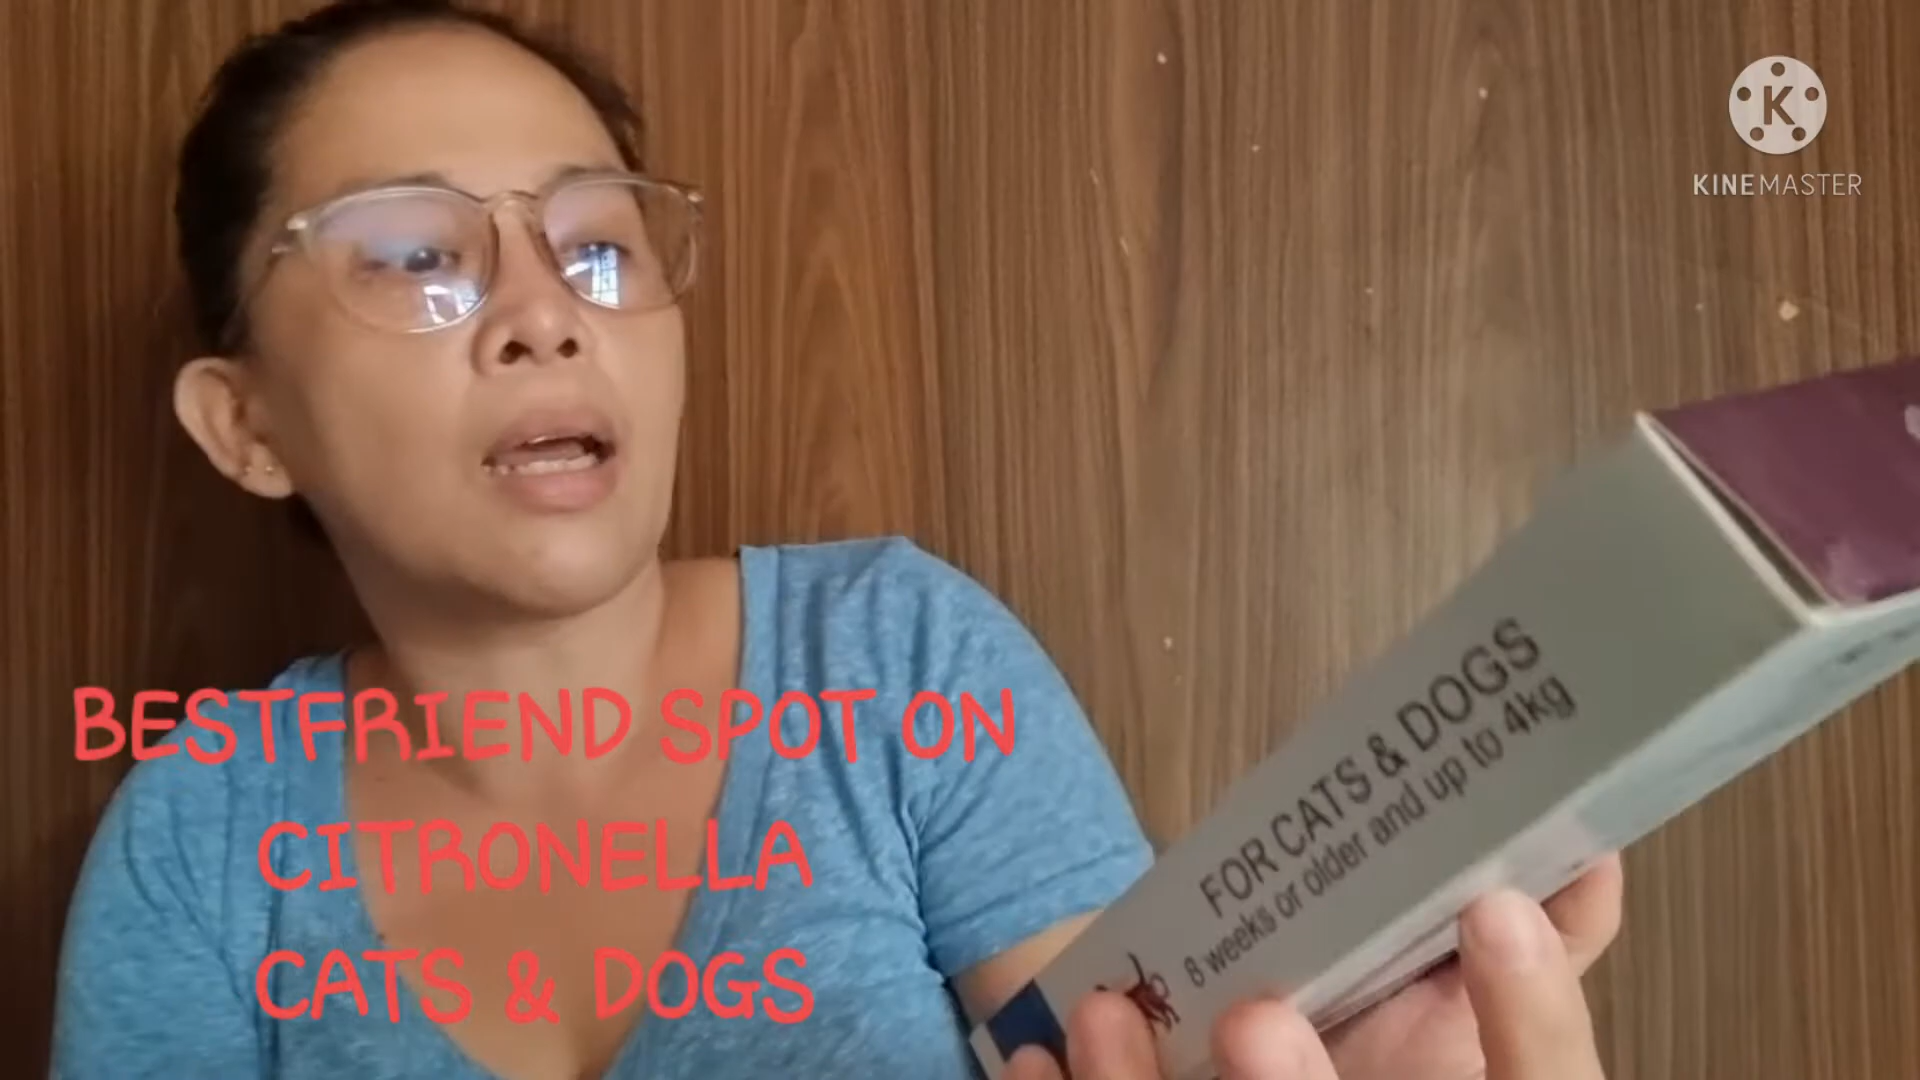 K
KINEMASTER
BESTFRIEND SPOT ON
CITRONELLA
CATS & DOGS
FOR CATS & DOGS
8 weeks or older and up to 4kg